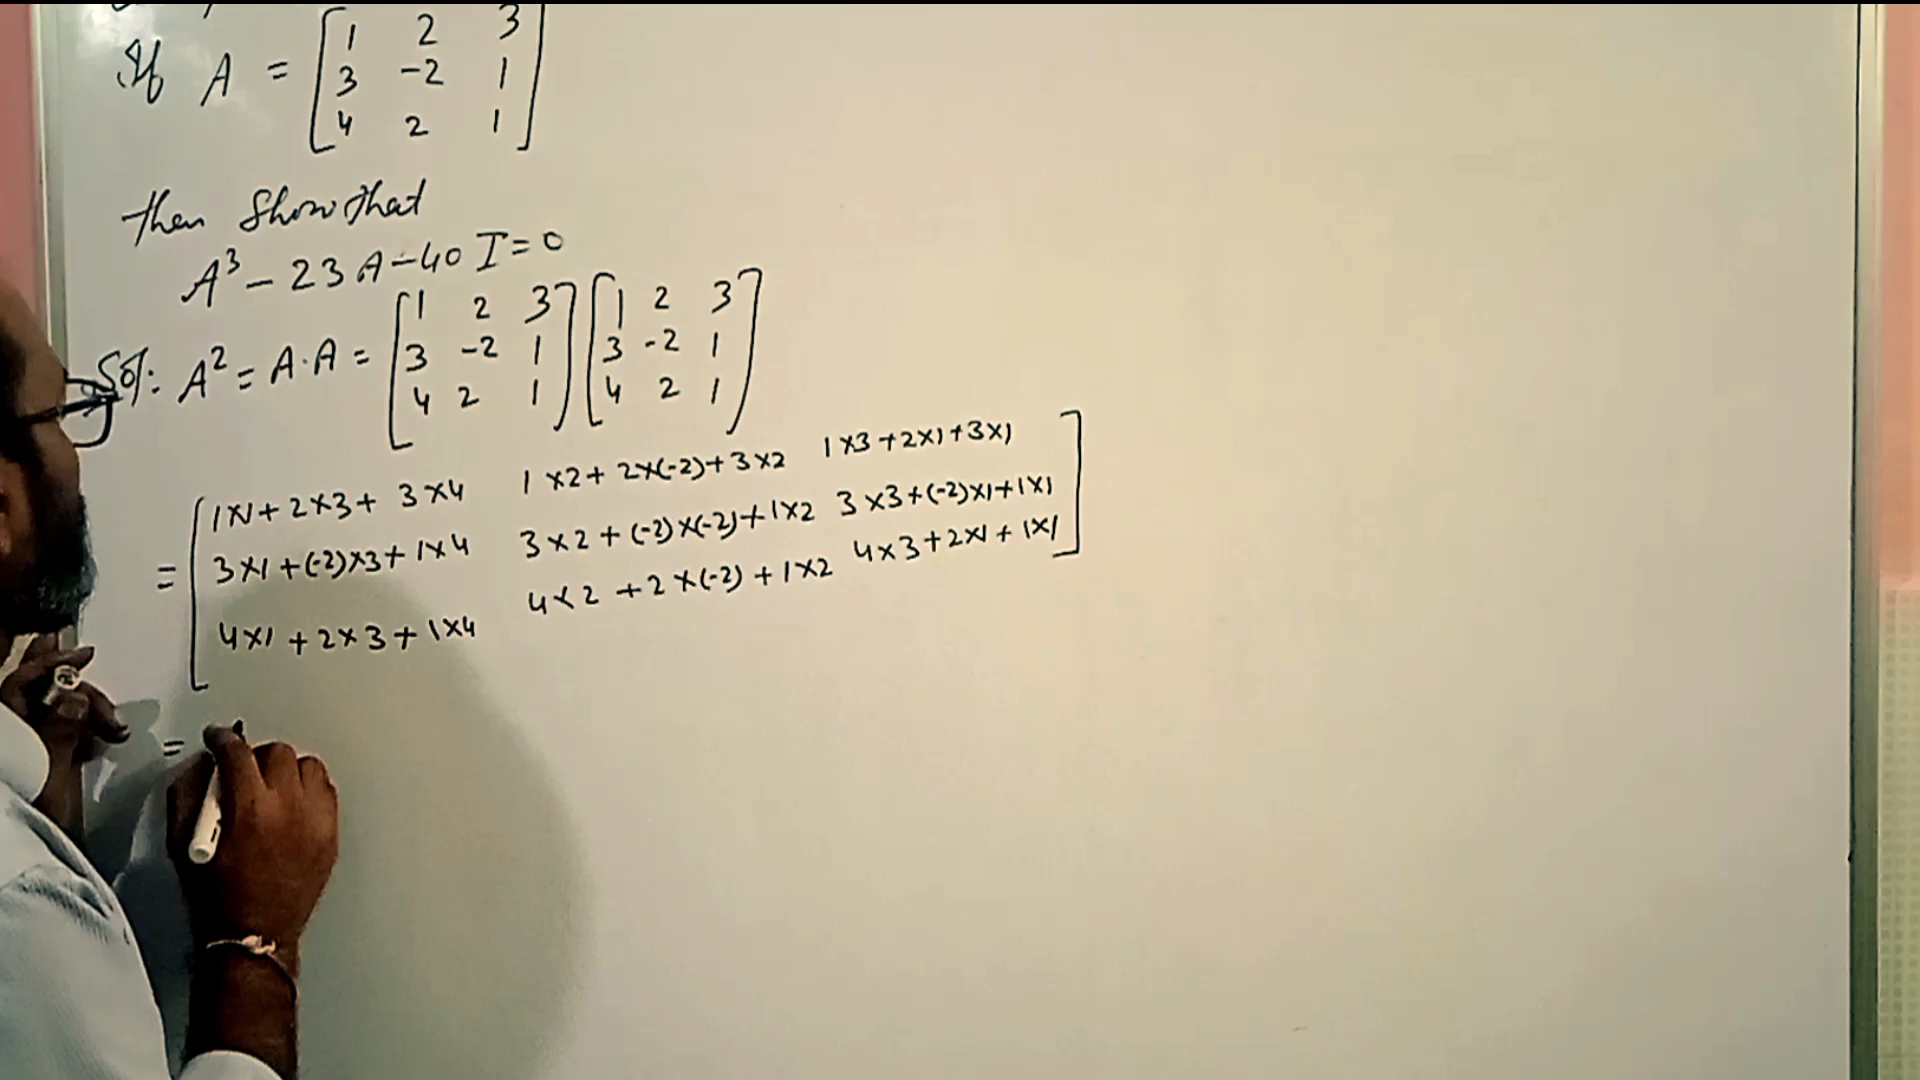 If A = [1 2 3
3 -2 1
4 2 1]
then Show that
A³ - 23A - 40 I = 0
Sol: A² = A·A = [1 2 3 [1 2 3
3 -2 1 3 -2 1
4 2 1] 4 2 1]
[1×1 + 2×3 + 3×4 1×2 + 2×(-2) + 3×2 1×3 + 2×1 + 3×1
= 3×1 + (-2)×3 + 1×4 3×2 + (-2)×(-2) + 1×2 3×3 + (-2)×1 + 1×1
4×1 + 2×3 + 1×4 4×2 + 2×(-2) + 1×2 4×3 + 2×1 + 1×1]
=